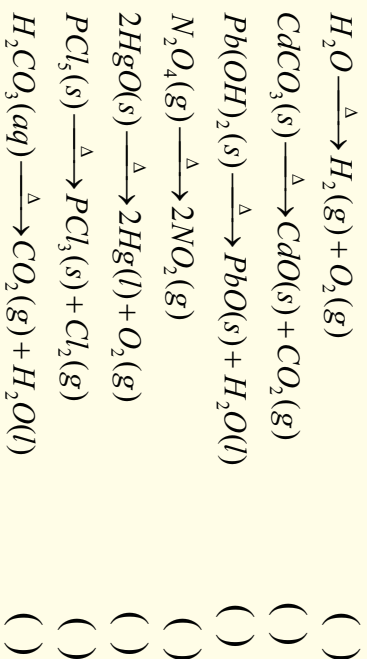 H₂O —Δ→ H₂(g) + O₂(g) ( )
CdCO₃(s) —Δ→ CdO(s) + CO₂(g) ( )
Pb(OH)₂(s) —Δ→ PbO(s) + H₂O(l) ( )
N₂O₄(g) —Δ→ 2NO₂(g) ( )
2HgO(s) —Δ→ 2Hg(l) + O₂(g) ( )
PCl₅(s) —Δ→ PCl₃(s) + Cl₂(g) ( )
H₂CO₃(aq) —Δ→ CO₂(g) + H₂O(l) ( )